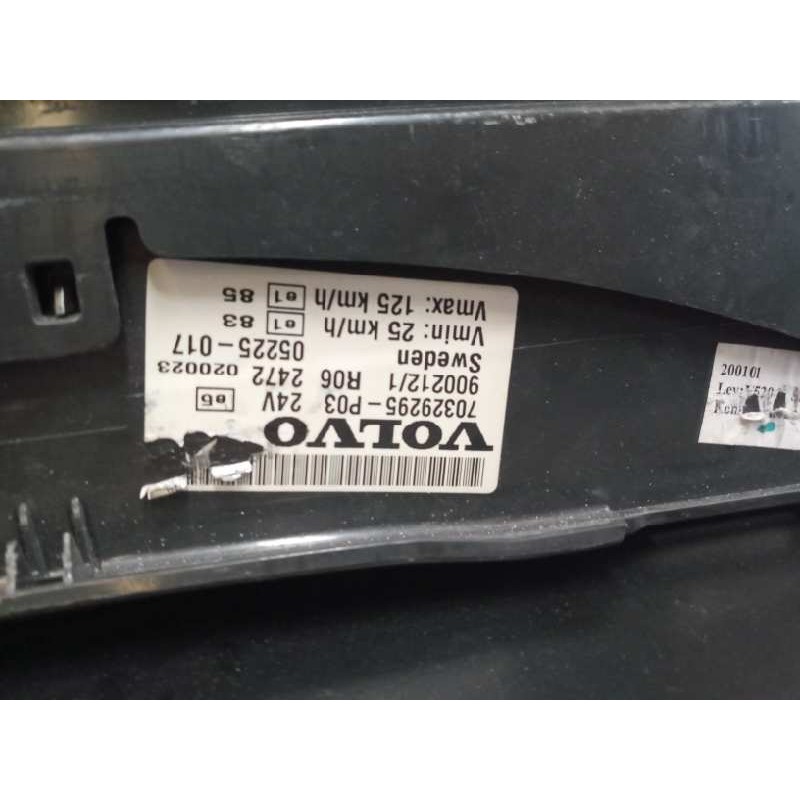 VOLVO
70329295-P03 24V B5
900212/1 R06 2472 020023
Sweden 05225-017
Vmin: 25 km/h e1 83
Vmax: 125 km/h e1 85
200101